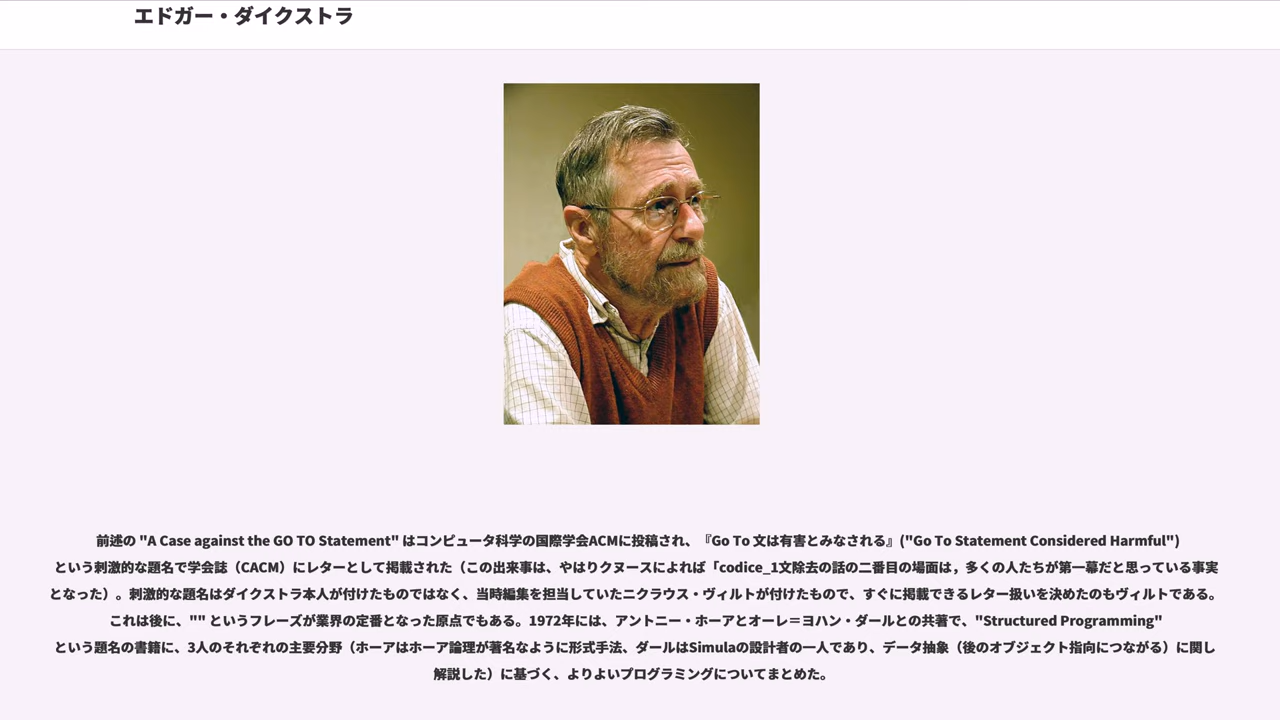 エドガー・ダイクストラ
前述の "A Case against the GO TO Statement" はコンピュータ科学の国際学会ACMに投稿され、『Go To 文は有害とみなされる』("Go To Statement Considered Harmful")
という刺激的な題名で学会誌（CACM）にレターとして掲載された（この出来事は、やはりクヌースによれば「codice_1文除去の話の二番目の場面は，多くの人たちが第一幕だと思っている事実
となった）。刺激的な題名はダイクストラ本人が付けたものではなく、当時編集を担当していたニクラウス・ヴィルトが付けたもので、すぐに掲載できるレター扱いを決めたのもヴィルトである。
これは後に、"" というフレーズが業界の定番となった原点でもある。1972年には、アントニー・ホーアとオーレ＝ヨハン・ダールとの共著で、"Structured Programming"
という題名の書籍に、3人のそれぞれの主要分野（ホーアはホーア論理が著名なように形式手法、ダールはSimulaの設計者の一人であり、データ抽象（後のオブジェクト指向につながる）に関し
解説した）に基づく、よりよいプログラミングについてまとめた。